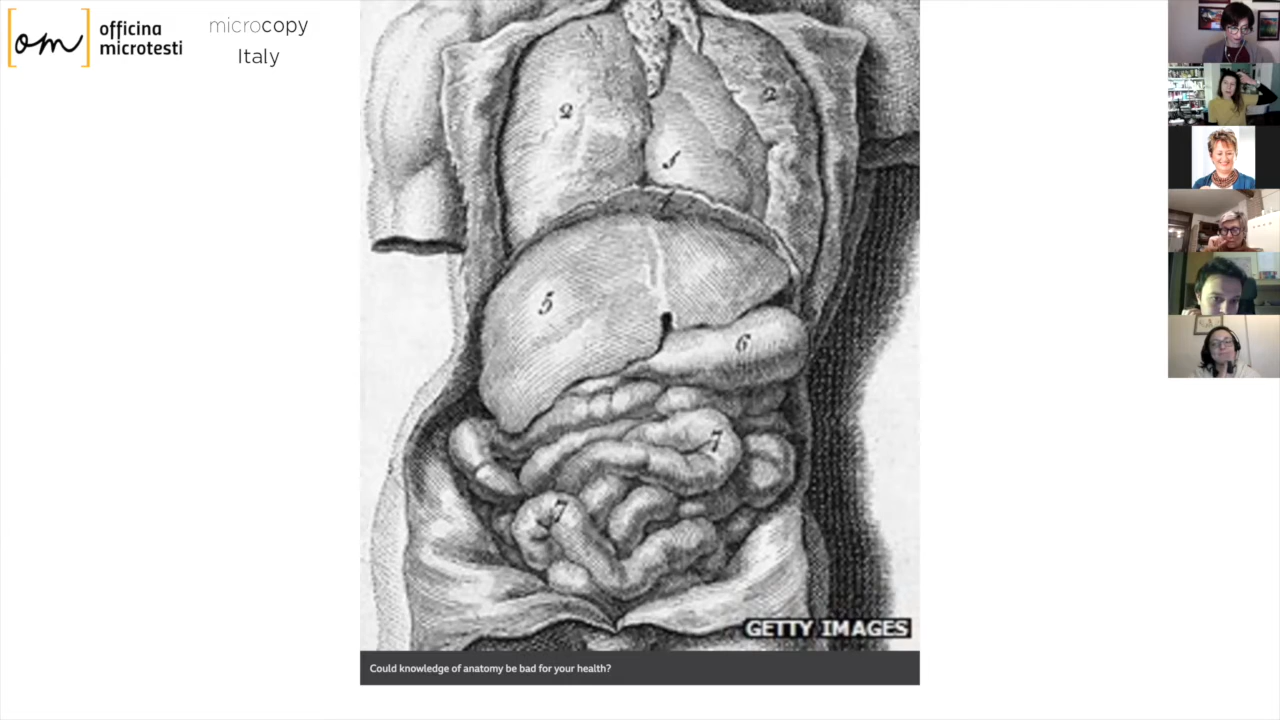 [om] officina
microtesti
microcopy
Italy
2
2
1
5
6
7
7
GETTY IMAGES
Could knowledge of anatomy be bad for your health?